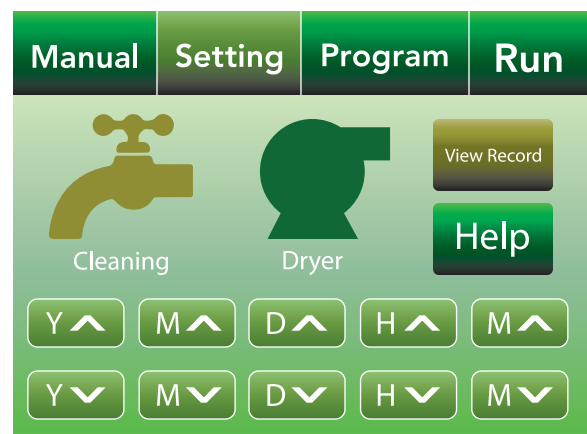 Manual Setting Program Run
View Record
Help
Cleaning Dryer
Y M D H M
Y M D H M